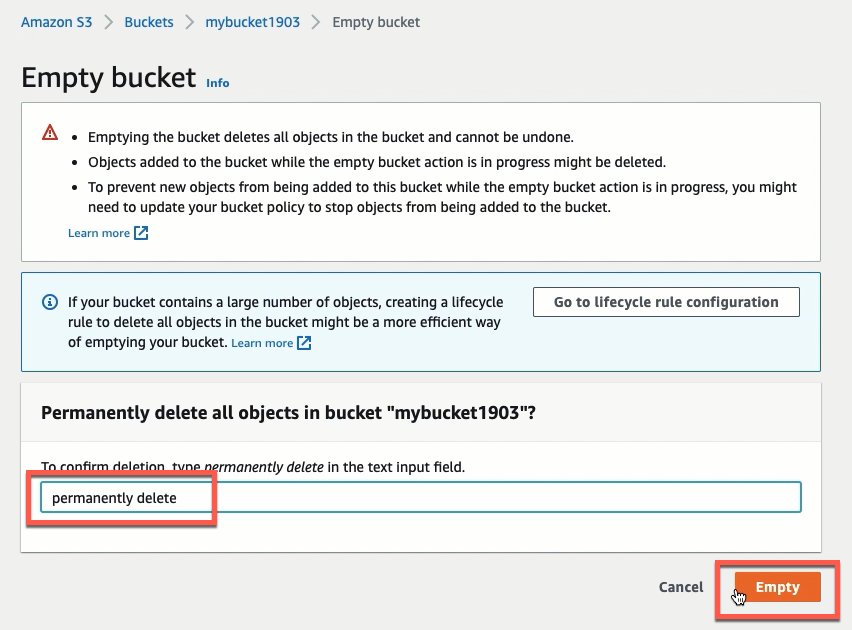 Amazon S3 > Buckets > mybucket1903 > Empty bucket
Empty bucket Info
• Emptying the bucket deletes all objects in the bucket and cannot be undone.
• Objects added to the bucket while the empty bucket action is in progress might be deleted.
• To prevent new objects from being added to this bucket while the empty bucket action is in progress, you might
need to update your bucket policy to stop objects from being added to the bucket.
Learn more
If your bucket contains a large number of objects, creating a lifecycle
rule to delete all objects in the bucket might be a more efficient way
of emptying your bucket. Learn more
Go to lifecycle rule configuration
Permanently delete all objects in bucket "mybucket1903"?
To confirm deletion, type permanently delete in the text input field.
permanently delete
Cancel Empty